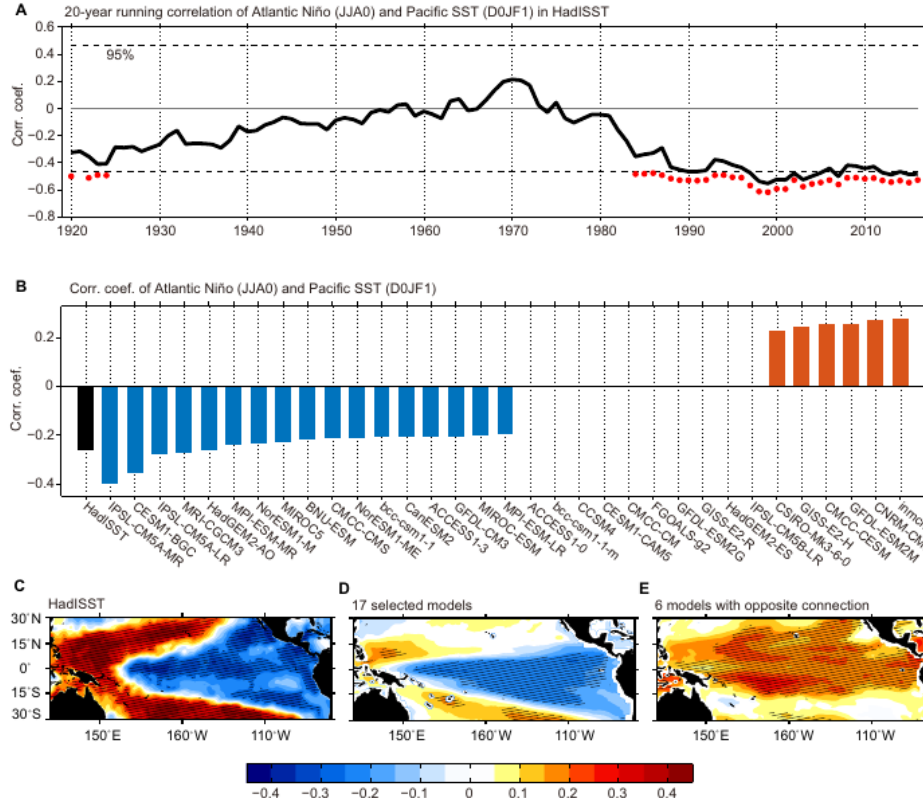 A 20-year running correlation of Atlantic Niño (JJA0) and Pacific SST (D0JF1) in HadISST
Corr. coef.
0.6
0.4
0.2
0
−0.2
−0.4
−0.6
−0.8
95%
1920 1930 1940 1950 1960 1970 1980 1990 2000 2010
B Corr. coef. of Atlantic Niño (JJA0) and Pacific SST (D0JF1)
Corr. coef.
0.2
0
−0.2
−0.4
HadISST
IPSL-CM5A-MR
CESM1-BGC
IPSL-CM5A-LR
MRI-CGCM3
HadGEM2-AO
MPI-ESM-MR
NorESM1-M
MIROC5
BNU-ESM
CMCC-CMS
NorESM1-ME
bcc-csm1-1
CanESM2
ACCESS1-3
GFDL-CM3
MIROC-ESM
MPI-ESM-LR
ACCESS1-0
bcc-csm1-1-m
CCSM4
CESM1-CAM5
CMCC-CM
FGOALS-g2
GFDL-ESM2G
GISS-E2-R
HadGEM2-ES
IPSL-CM5B-LR
CSIRO-MK3-6-0
GISS-E2-H
CMCC-CESM
GFDL-ESM2M
C D E
HadISST 17 selected models 6 models with opposite connection
30°N
15°N
0°
15°S
30°S
150°E 160°W 110°W 150°E 160°W 110°W 150°E 160°W 110°W
−0.4 −0.3 −0.2 −0.1 0 0.1 0.2 0.3 0.4